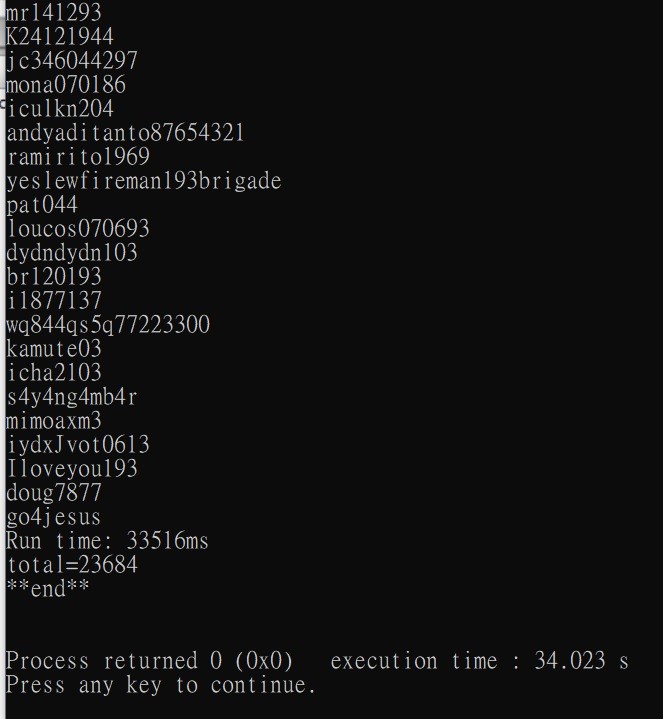 mr141293
K24121944
jc346044297
mona070186
iculkn204
andyaditanto87654321
ramirito1969
yeslewfireman193brigade
pat044
loucos070693
dydndydn103
br120193
i1877137
wq844qs5q77223300
kamute03
icha2103
s4y4ng4mb4r
mimoaxm3
iydxJvot0613
Iloveyou193
doug7877
go4jesus
Run time: 33516ms
total=23684
**end**
Process returned 0 (0x0)   execution time : 34.023 s
Press any key to continue.